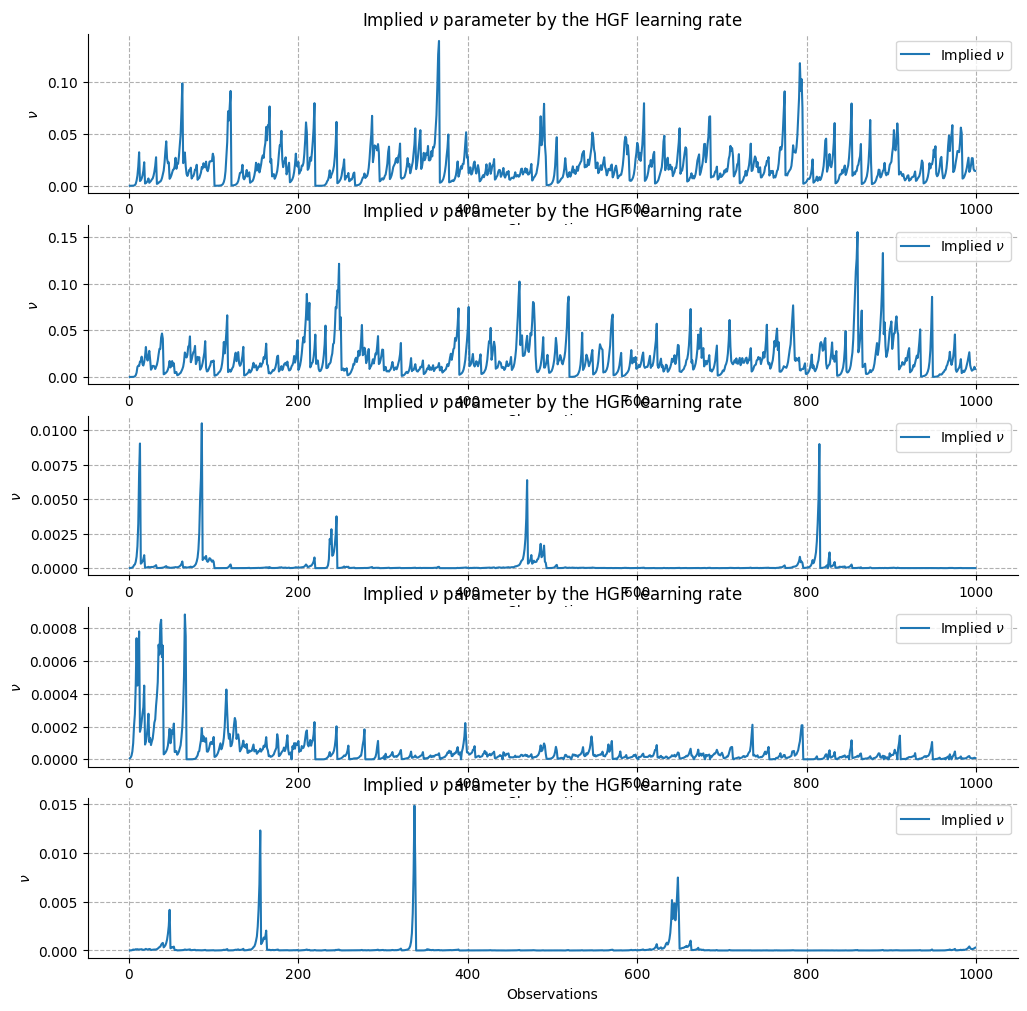 Implied ν parameter by the HGF learning rate
Implied ν
0.10
0.05
0.00
ν
0 200 400 600 800 1000
Implied ν parameter by the HGF learning rate
Implied ν
0.15
0.10
0.05
0.00
ν
0 200 400 600 800 1000
Implied ν parameter by the HGF learning rate
Implied ν
0.0100
0.0075
0.0050
0.0025
0.0000
ν
0 200 400 600 800 1000
Implied ν parameter by the HGF learning rate
Implied ν
0.0008
0.0006
0.0004
0.0002
0.0000
ν
0 200 400 600 800 1000
Implied ν parameter by the HGF learning rate
Implied ν
0.015
0.010
0.005
0.000
ν
0 200 400 600 800 1000
Observations